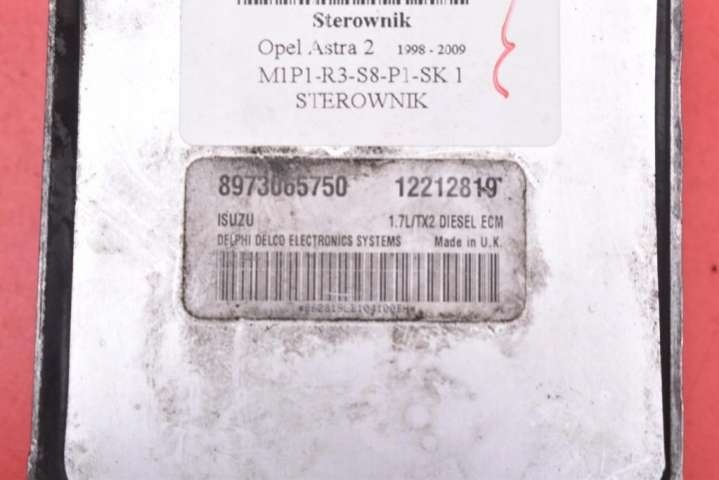 Sterownik
Opel Astra 2 1998 - 2009
M1P1-R3-S8-P1-SK 1
STEROWNIK
8973065750 12212819
ISUZU 1.7L/TX2 DIESEL ECM
DELPHI DELCO ELECTRONICS SYSTEMS Made in U.K.